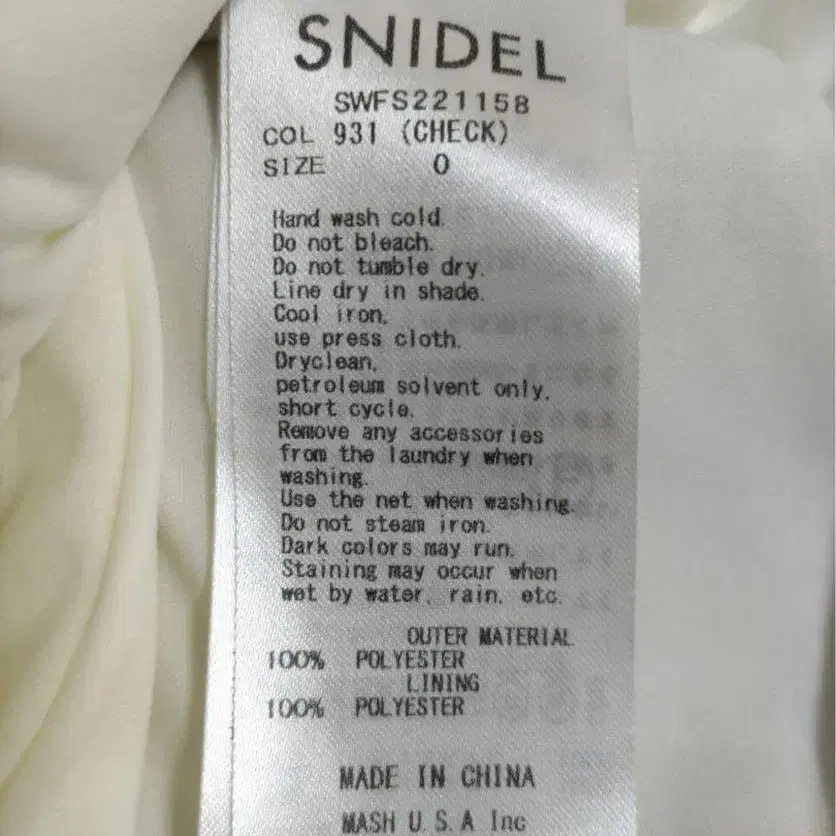 SNIDEL
SWFS221158
COL 931 (CHECK)
SIZE 0
Hand wash cold.
Do not bleach.
Do not tumble dry.
Line dry in shade.
Cool iron,
use press cloth.
Dryclean,
petroleum solvent only,
short cycle.
Remove any accessories
from the laundry when
washing.
Use the net when washing.
Do not steam iron.
Dark colors may run.
Staining may occur when
wet by water, rain, etc.
OUTER MATERIAL
100% POLYESTER
LINING
100% POLYESTER
MADE IN CHINA
MASH U.S.A Inc